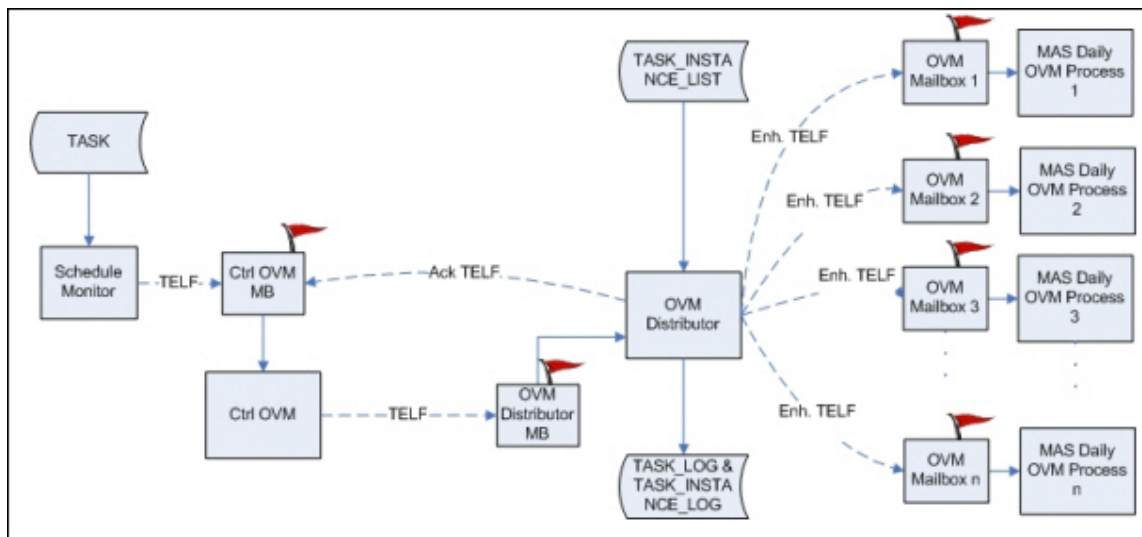 TASK
Schedule
Monitor
TELF
Ctrl OVM
MB
Ctrl OVM
TELF
Ack TELF.
OVM
Distributor
MB
TASK_INSTA
NCE_LIST
OVM
Distributor
TASK_LOG &
TASK_INSTA
NCE_LOG
Enh. TELF
OVM
Mailbox 1
MAS Daily
OVM Process
1
Enh. TELF
OVM
Mailbox 2
MAS Daily
OVM Process
2
Enh. TELF
OVM
Mailbox 3
MAS Daily
OVM Process
3
Enh. TELF
OVM
Mailbox n
MAS Daily
OVM Process
n